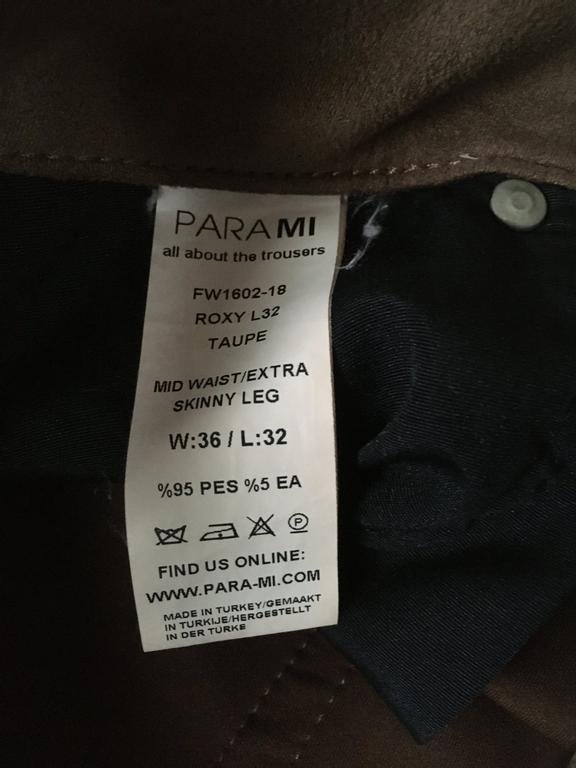 PARAMI
all about the trousers
FW1602-18
ROXY L32
TAUPE
MID WAIST/EXTRA
SKINNY LEG
W:36 / L:32
%95 PES %5 EA
P
FIND US ONLINE:
WWW.PARA-MI.COM
MADE IN TURKEY/GEMAAKT
IN TURKIJE/HERGESTELLT
IN DER TURKE